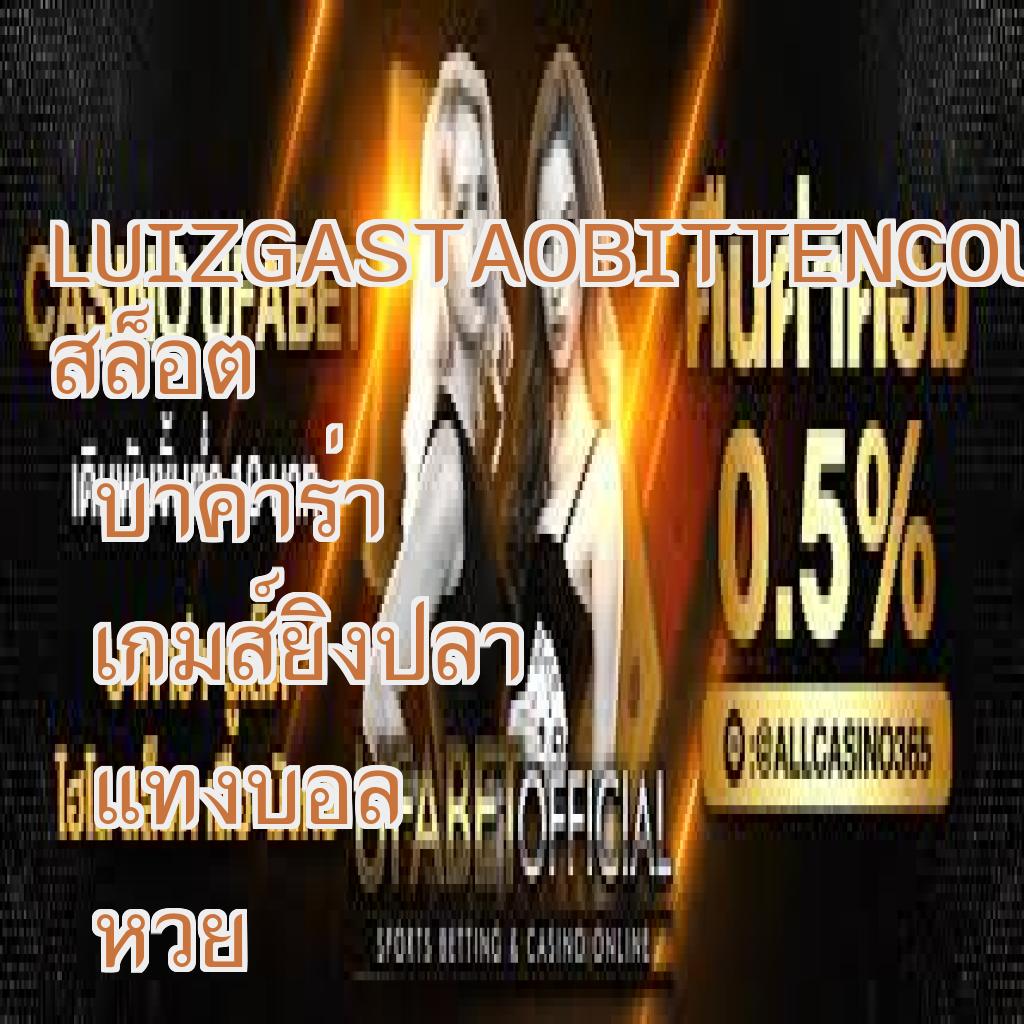 LUIZGASTAOBITTENCOU
CASINO UFABET
สล็อต
บาคาร่า
เกมส์ยิงปลา
แทงบอล
หวย
คืนค่าคอม
0.5%
:@ALLCASINO365
UFABET OFFICIAL
SPORTS BETTING & CASINO ONLINE